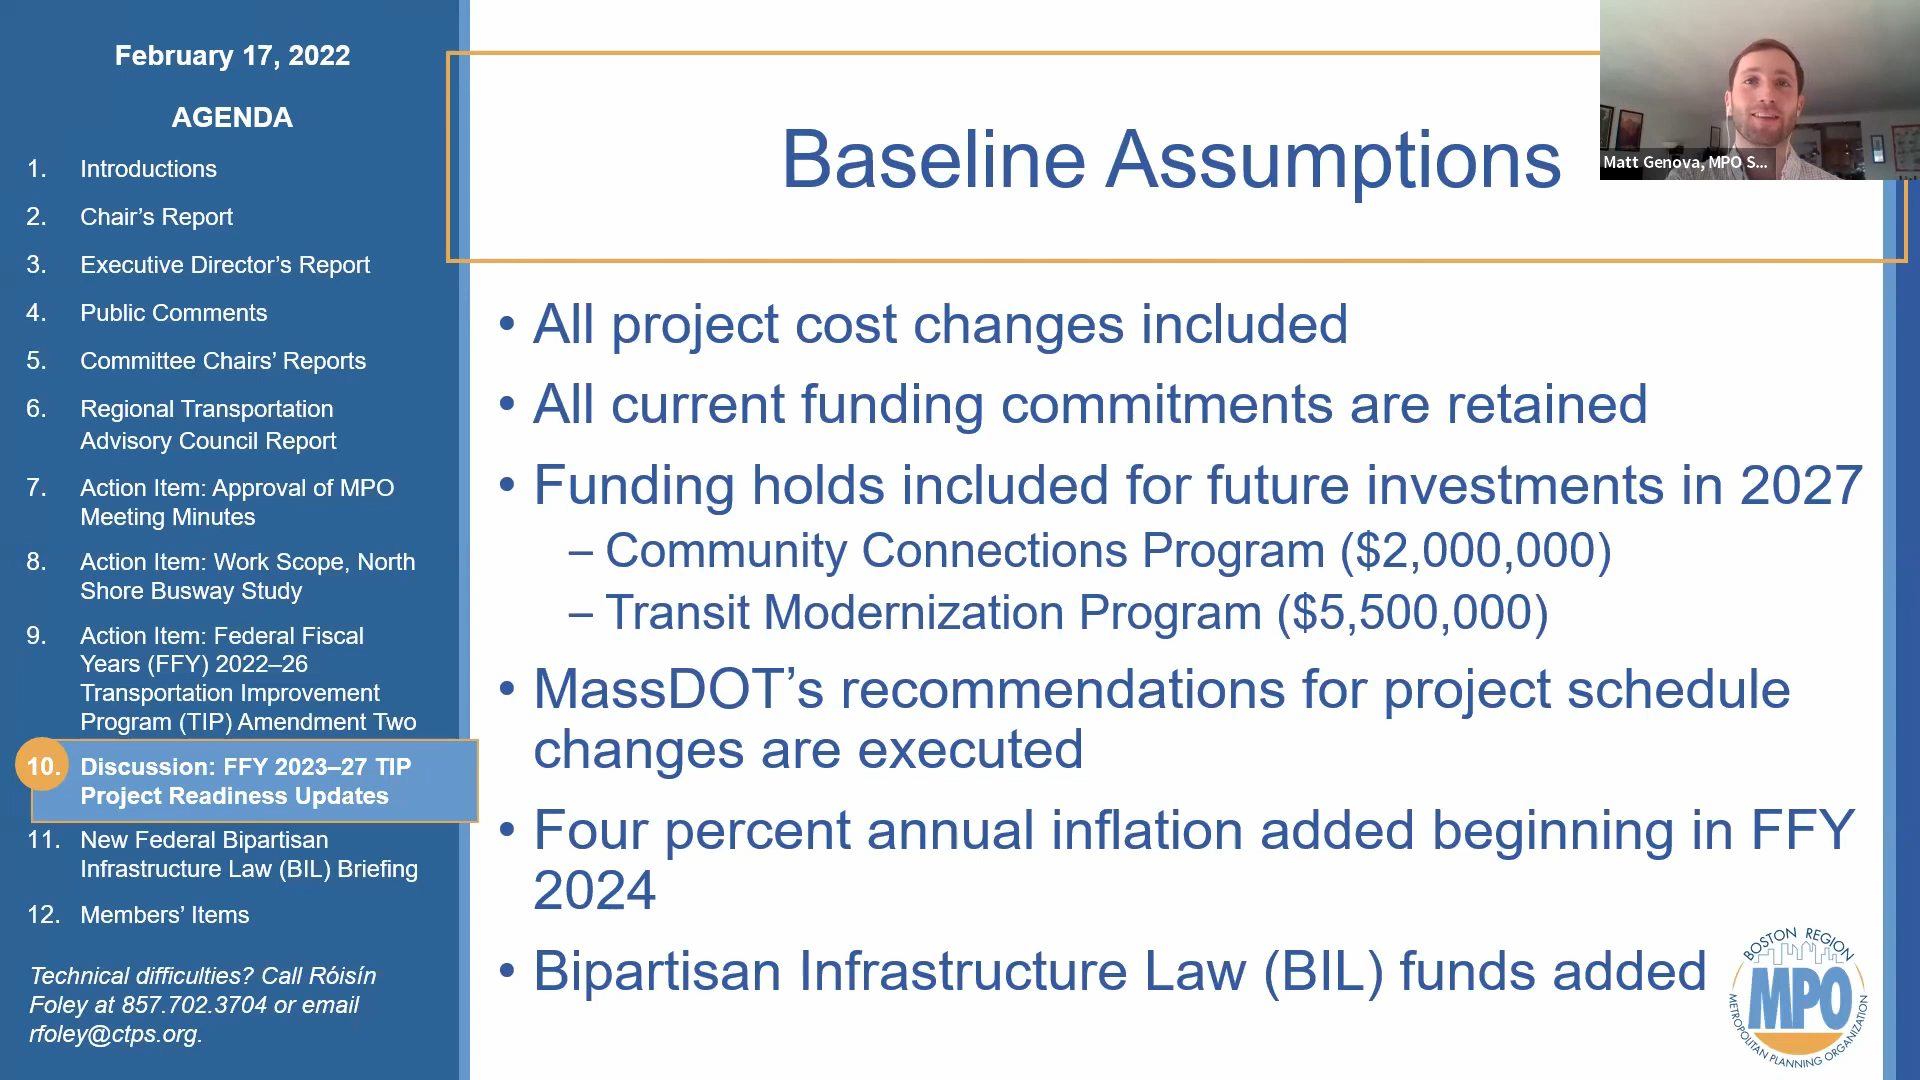 February 17, 2022
AGENDA
1. Introductions
2. Chair’s Report
3. Executive Director’s Report
4. Public Comments
5. Committee Chairs’ Reports
6. Regional Transportation
Advisory Council Report
7. Action Item: Approval of MPO
Meeting Minutes
8. Action Item: Work Scope, North
Shore Busway Study
9. Action Item: Federal Fiscal
Years (FFY) 2022–26
Transportation Improvement
Program (TIP) Amendment Two
10. Discussion: FFY 2023–27 TIP
Project Readiness Updates
11. New Federal Bipartisan
Infrastructure Law (BIL) Briefing
12. Members’ Items
Technical difficulties? Call Róisín
Foley at 857.702.3704 or email
rfoley@ctps.org.
Baseline Assumptions
• All project cost changes included
• All current funding commitments are retained
• Funding holds included for future investments in 2027
– Community Connections Program ($2,000,000)
– Transit Modernization Program ($5,500,000)
• MassDOT’s recommendations for project schedule
changes are executed
• Four percent annual inflation added beginning in FFY
2024
• Bipartisan Infrastructure Law (BIL) funds added
Matt Genova, MPO S...
BOSTON REGION
MPO
METROPOLITAN PLANNING ORGANIZATION